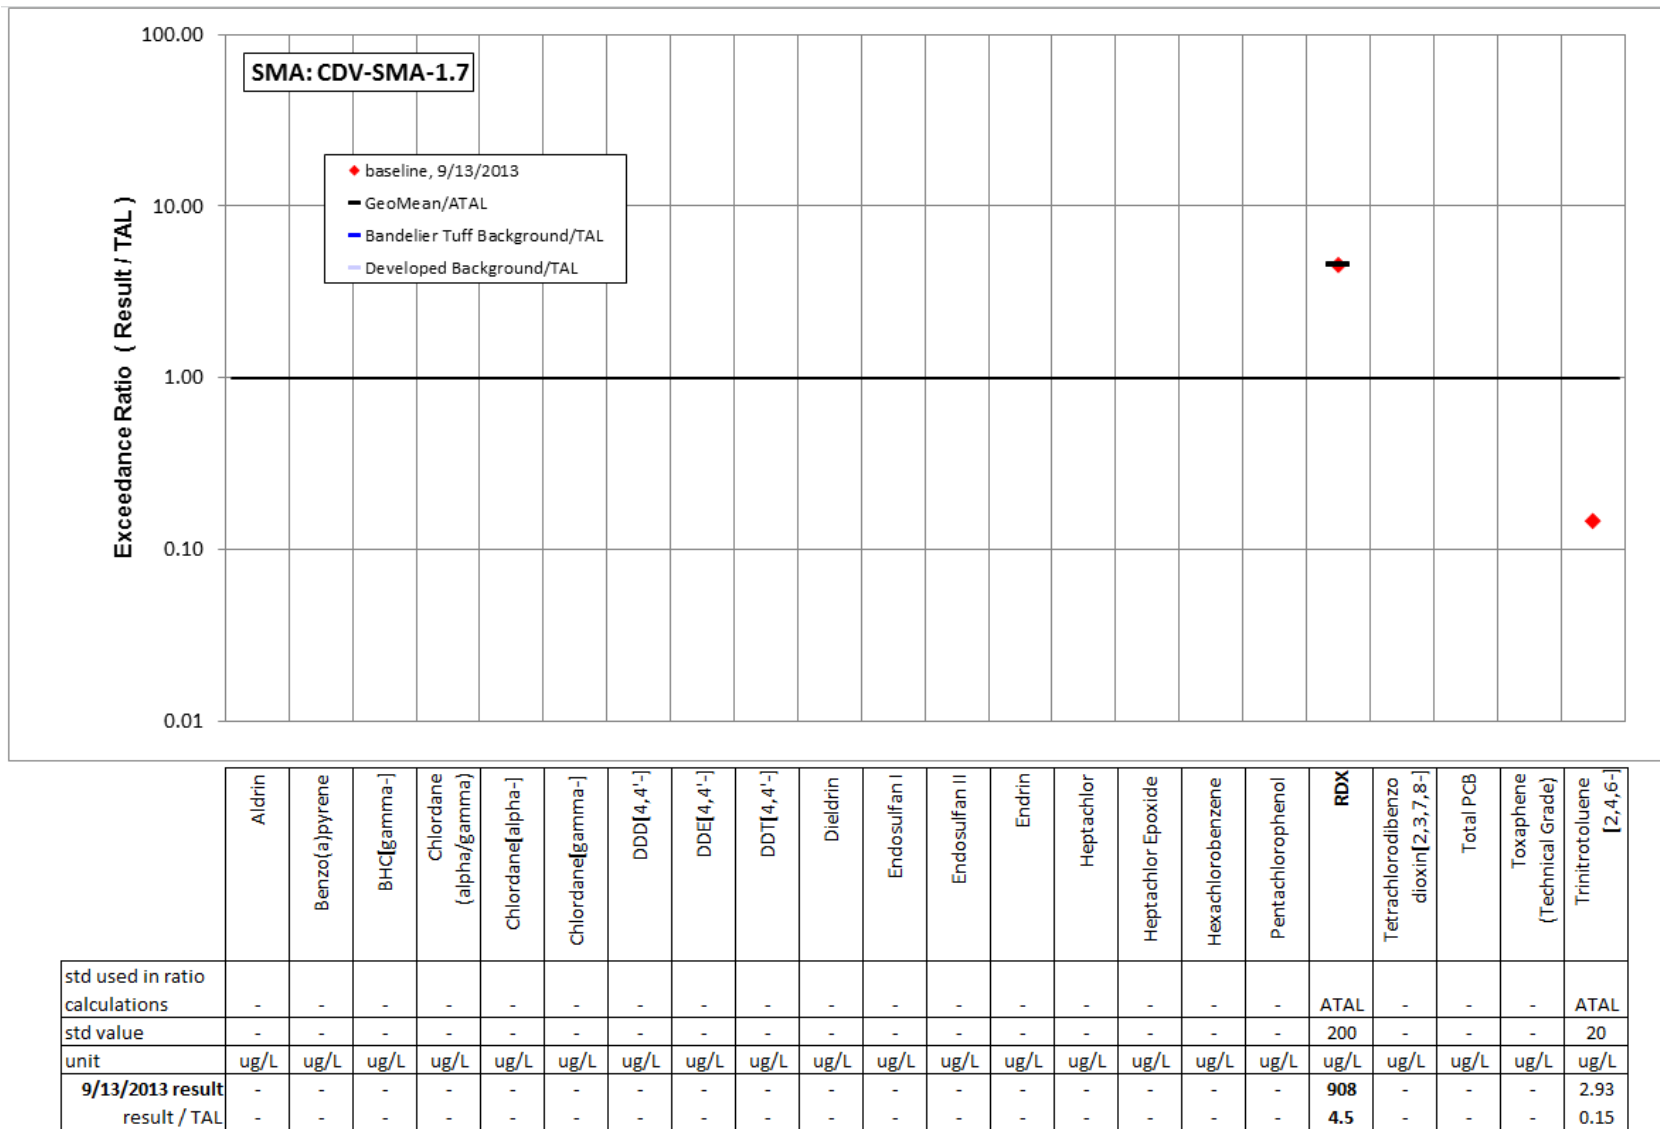 100.00
SMA: CDV-SMA-1.7
baseline, 9/13/2013
GeoMean/ATAL
Bandelier Tuff Background/TAL
Developed Background/TAL
Exceedance Ratio ( Result / TAL )
10.00
1.00
0.10
0.01
Aldrin
Benzo(a)pyrene
BHC[gamma-]
Chlordane
(alpha/gamma)
Chlordane[alpha-]
Chlordane[gamma-]
DDD[4,4'-]
DDE[4,4'-]
DDT[4,4'-]
Dieldrin
Endosulfan I
Endosulfan II
Endrin
Heptachlor
Heptachlor Epoxide
Hexachlorobenzene
Pentachlorophenol
RDX
Tetrachlorodibenzo
dioxin[2,3,7,8-]
Total PCB
Toxaphene
(Technical Grade)
Trinitrotoluene
[2,4,6-]
std used in ratio
calculations - - - - - - - - - - - - - - - - - ATAL - - - ATAL
std value - - - - - - - - - - - - - - - - - 200 - - - 20
unit ug/L ug/L ug/L ug/L ug/L ug/L ug/L ug/L ug/L ug/L ug/L ug/L ug/L ug/L ug/L ug/L ug/L ug/L ug/L ug/L ug/L ug/L
9/13/2013 result - - - - - - - - - - - - - - - - - 908 - - - 2.93
result / TAL - - - - - - - - - - - - - - - - - 4.5 - - - 0.15